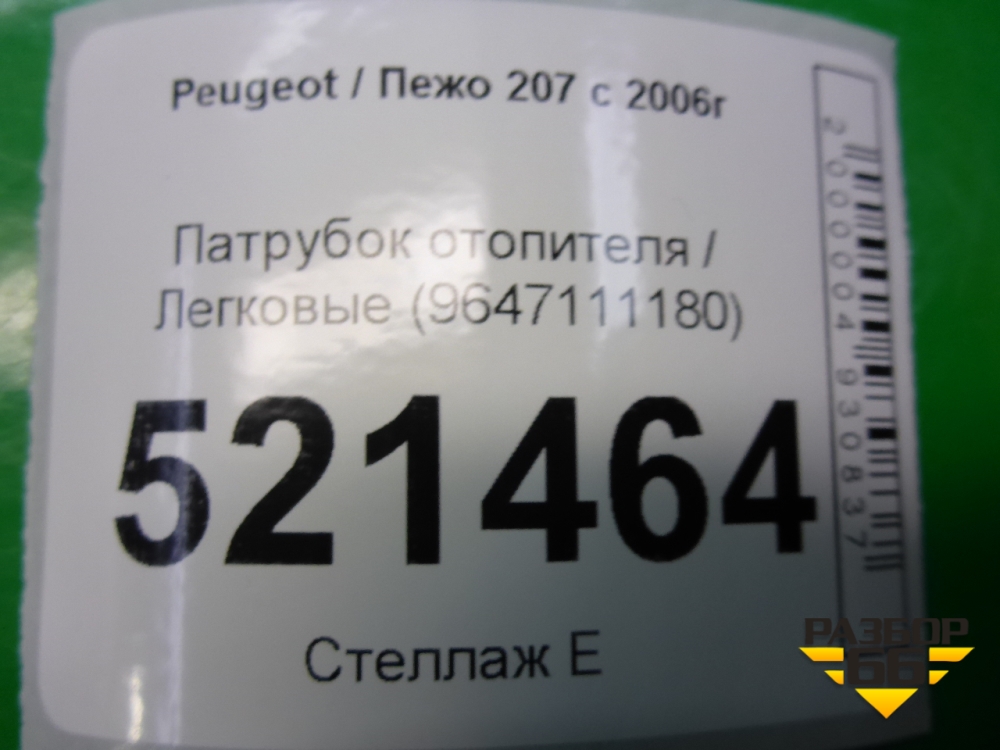 Peugeot / Пежо 207 с 2006г
Патрубок отопителя /
Легковые (9647111180)
521464
Стеллаж E
2000004930837
РАЗБОР
66